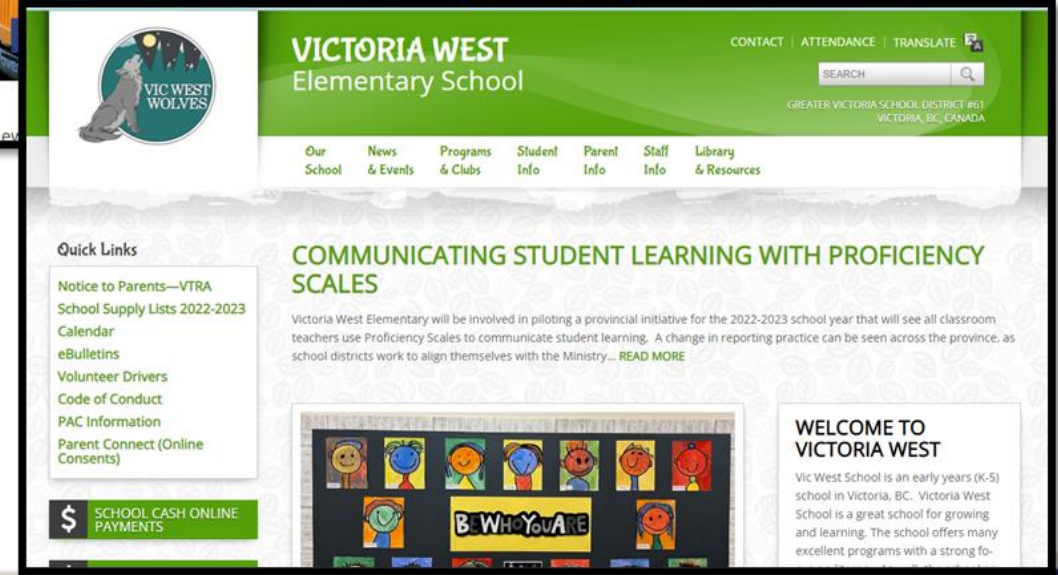 VIC WEST
WOLVES
VICTORIA WEST
Elementary School
CONTACT | ATTENDANCE | TRANSLATE
SEARCH
GREATER VICTORIA SCHOOL DISTRICT #61
VICTORIA, BC, CANADA
Our School
News & Events
Programs & Clubs
Student Info
Parent Info
Staff Info
Library & Resources
Quick Links
Notice to Parents—VTRA
School Supply Lists 2022-2023
Calendar
eBulletins
Volunteer Drivers
Code of Conduct
PAC Information
Parent Connect (Online
Consents)
$ SCHOOL CASH ONLINE
PAYMENTS
COMMUNICATING STUDENT LEARNING WITH PROFICIENCY
SCALES
Victoria West Elementary will be involved in piloting a provincial initiative for the 2022-2023 school year that will see all classroom
teachers use Proficiency Scales to communicate student learning. A change in reporting practice can be seen across the province, as
school districts work to align themselves with the Ministry... READ MORE
BEWHOYOUARE
WELCOME TO
VICTORIA WEST
Vic West School is an early years (K-5)
school in Victoria, BC. Victoria West
School is a great school for growing
and learning. The school offers many
excellent programs with a strong fo-